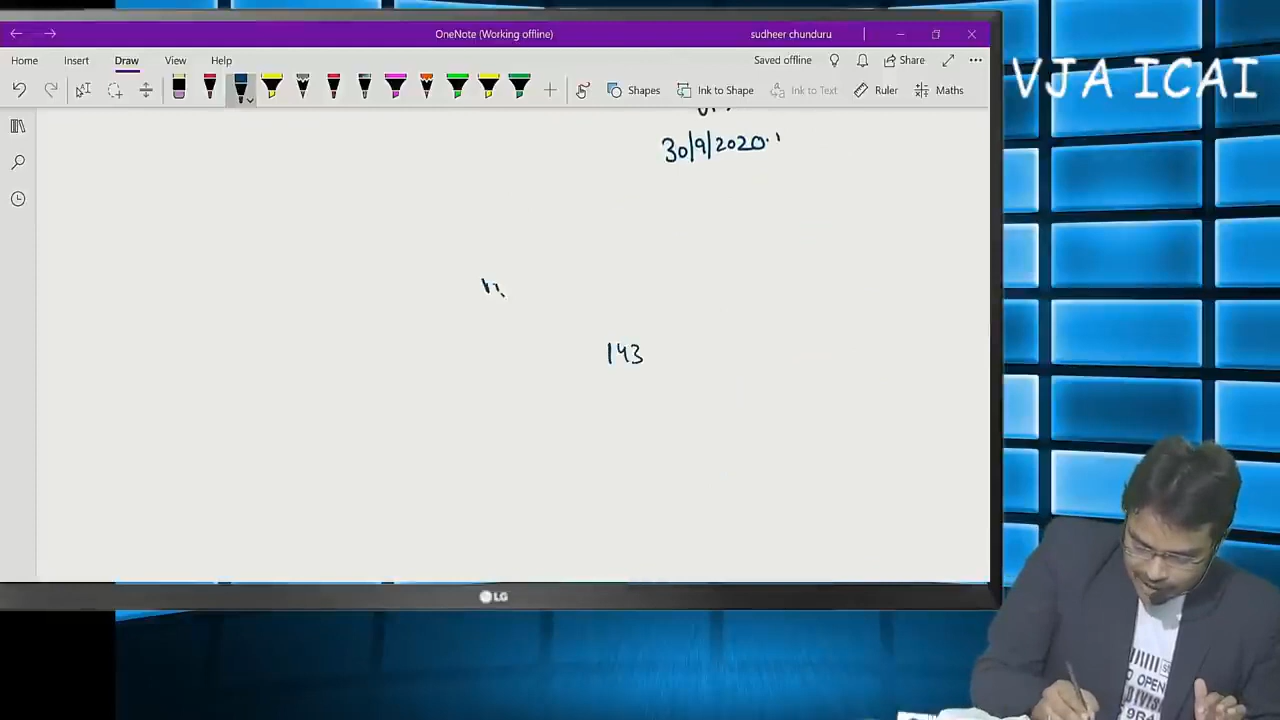 OneNote (Working offline)
sudheer chunduru
VJA ICAI
Home Insert Draw View Help
Saved offline
Share
Shapes
Ink to Shape
Ink to Text
Ruler
Maths
30/9/2020
143
LG